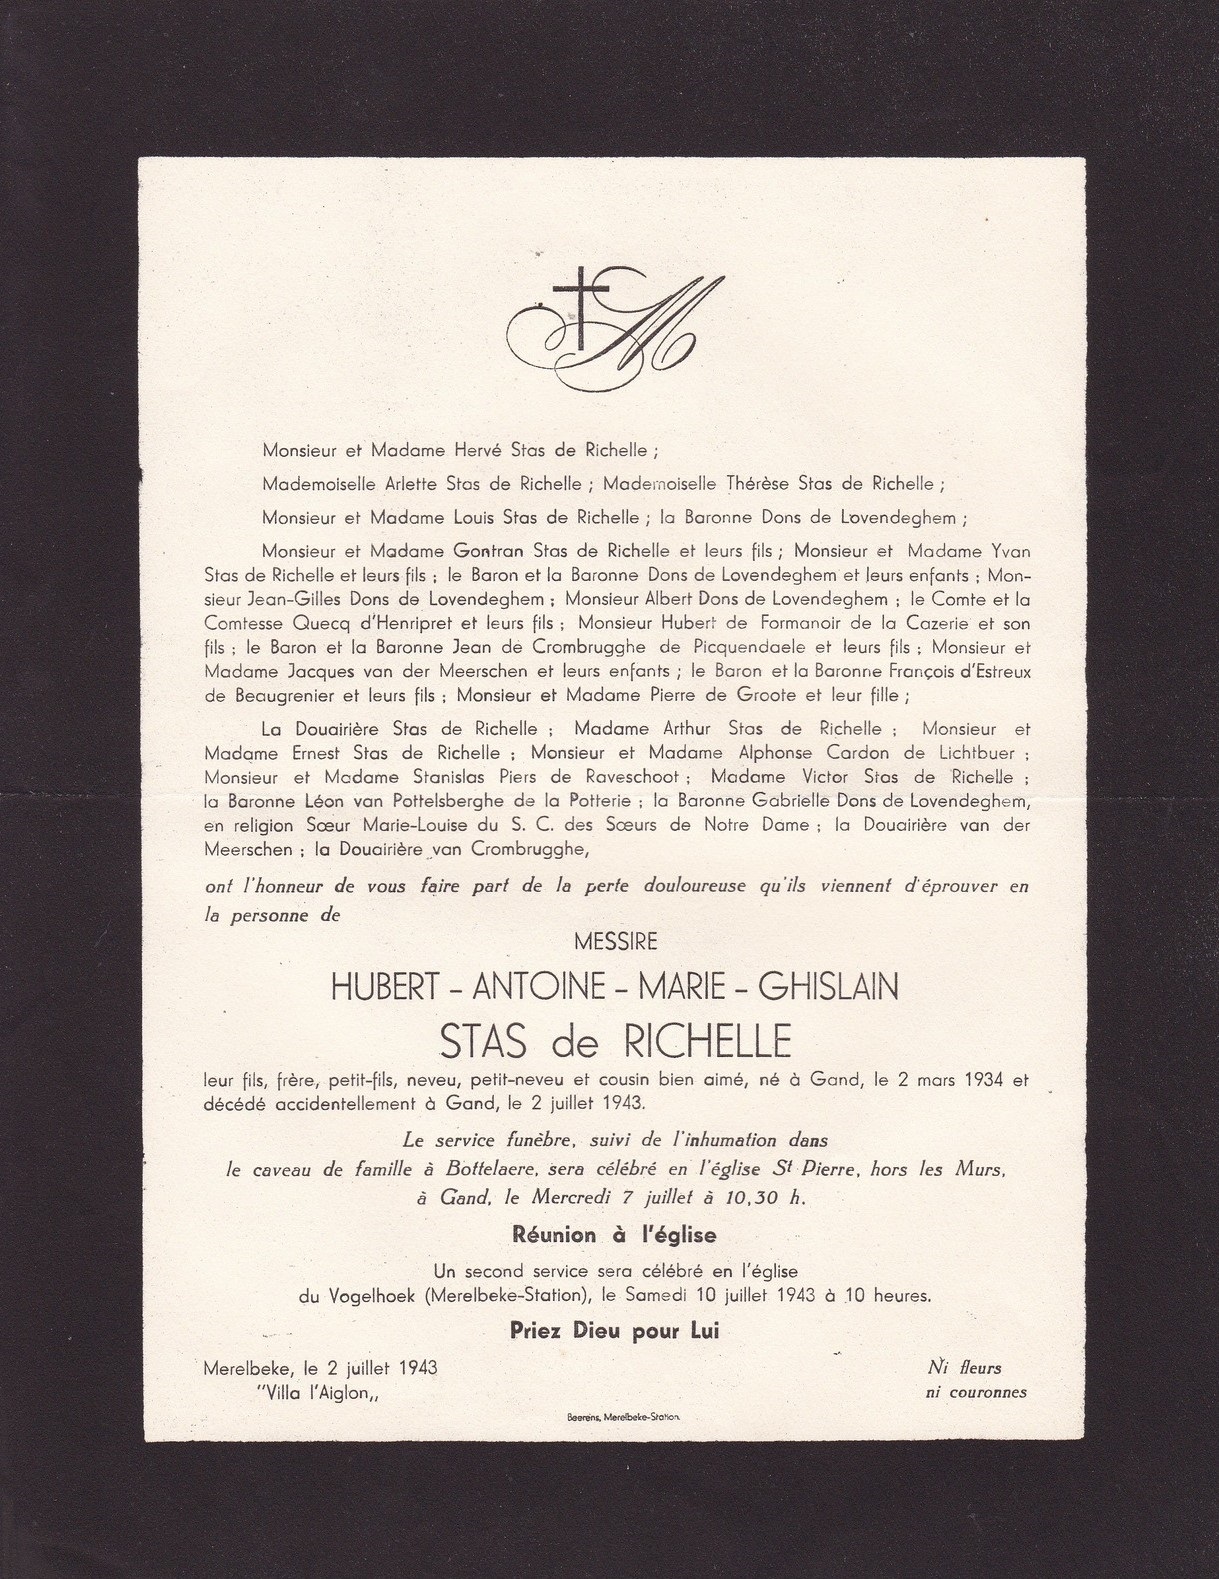 M
Monsieur et Madame Hervé Stas de Richelle ;
Mademoiselle Arlette Stas de Richelle ; Mademoiselle Thérèse Stas de Richelle ;
Monsieur et Madame Louis Stas de Richelle ; la Baronne Dons de Lovendeghem ;
Monsieur et Madame Gontran Stas de Richelle et leurs fils ; Monsieur et Madame Yvan
Stas de Richelle et leurs fils ; le Baron et la Baronne Dons de Lovendeghem et leurs enfants ; Mon-
sieur Jean-Gilles Dons de Lovendeghem ; Monsieur Albert Dons de Lovendeghem ; le Comte et la
Comtesse Quecq d'Henripret et leurs fils ; Monsieur Hubert de Formanoir de la Cazerie et son
fils ; le Baron et la Baronne Jean de Crombrugghe de Picquendaele et leurs fils ; Monsieur et
Madame Jacques van der Meerschen et leurs enfants ; le Baron et la Baronne François d'Estreux
de Beaugrenier et leurs fils ; Monsieur et Madame Pierre de Groote et leur fille ;
La Douairière Stas de Richelle ; Madame Arthur Stas de Richelle ; Monsieur et
Madame Ernest Stas de Richelle ; Monsieur et Madame Alphonse Cardon de Lichtbuer ;
Monsieur et Madame Stanislas Piers de Raveschoot ; Madame Victor Stas de Richelle ;
la Baronne Léon van Pottelsberghe de la Potterie ; la Baronne Gabrielle Dons de Lovendeghem,
en religion Sœur Marie-Louise du S. C. des Sœurs de Notre Dame ; la Douairière van der
Meerschen ; la Douairière van Crombrugghe,
ont l'honneur de vous faire part de la perte douloureuse qu'ils viennent d'éprouver en
la personne de
MESSIRE
HUBERT - ANTOINE - MARIE - GHISLAIN
STAS de RICHELLE
leur fils, frère, petit-fils, neveu, petit-neveu et cousin bien aimé, né à Gand, le 2 mars 1934 et
décédé accidentellement à Gand, le 2 juillet 1943.
Le service funèbre, suivi de l'inhumation dans
le caveau de famille à Bottelaere, sera célébré en l'église St Pierre, hors les Murs,
à Gand, le Mercredi 7 juillet à 10,30 h.
Réunion à l'église
Un second service sera célébré en l'église
du Vogelhoek (Merelbeke-Station), le Samedi 10 juillet 1943 à 10 heures.
Priez Dieu pour Lui
Merelbeke, le 2 juillet 1943
"Villa l'Aiglon,,
Ni fleurs
ni couronnes
Beerens, Merelbeke-Station.